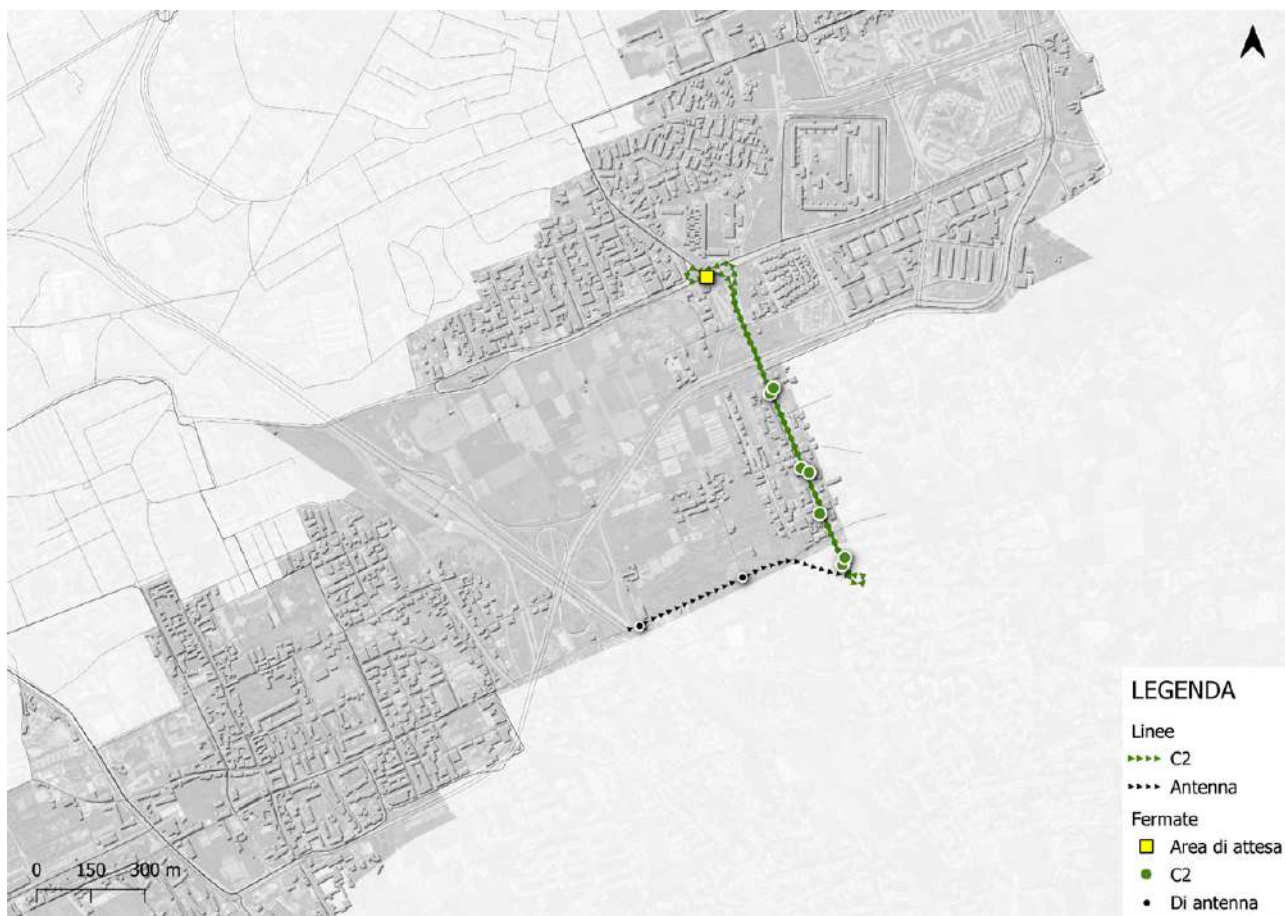 0 150 300 m
LEGENDA
Linee
C2
Antenna
Fermate
Area di attesa
C2
Di antenna